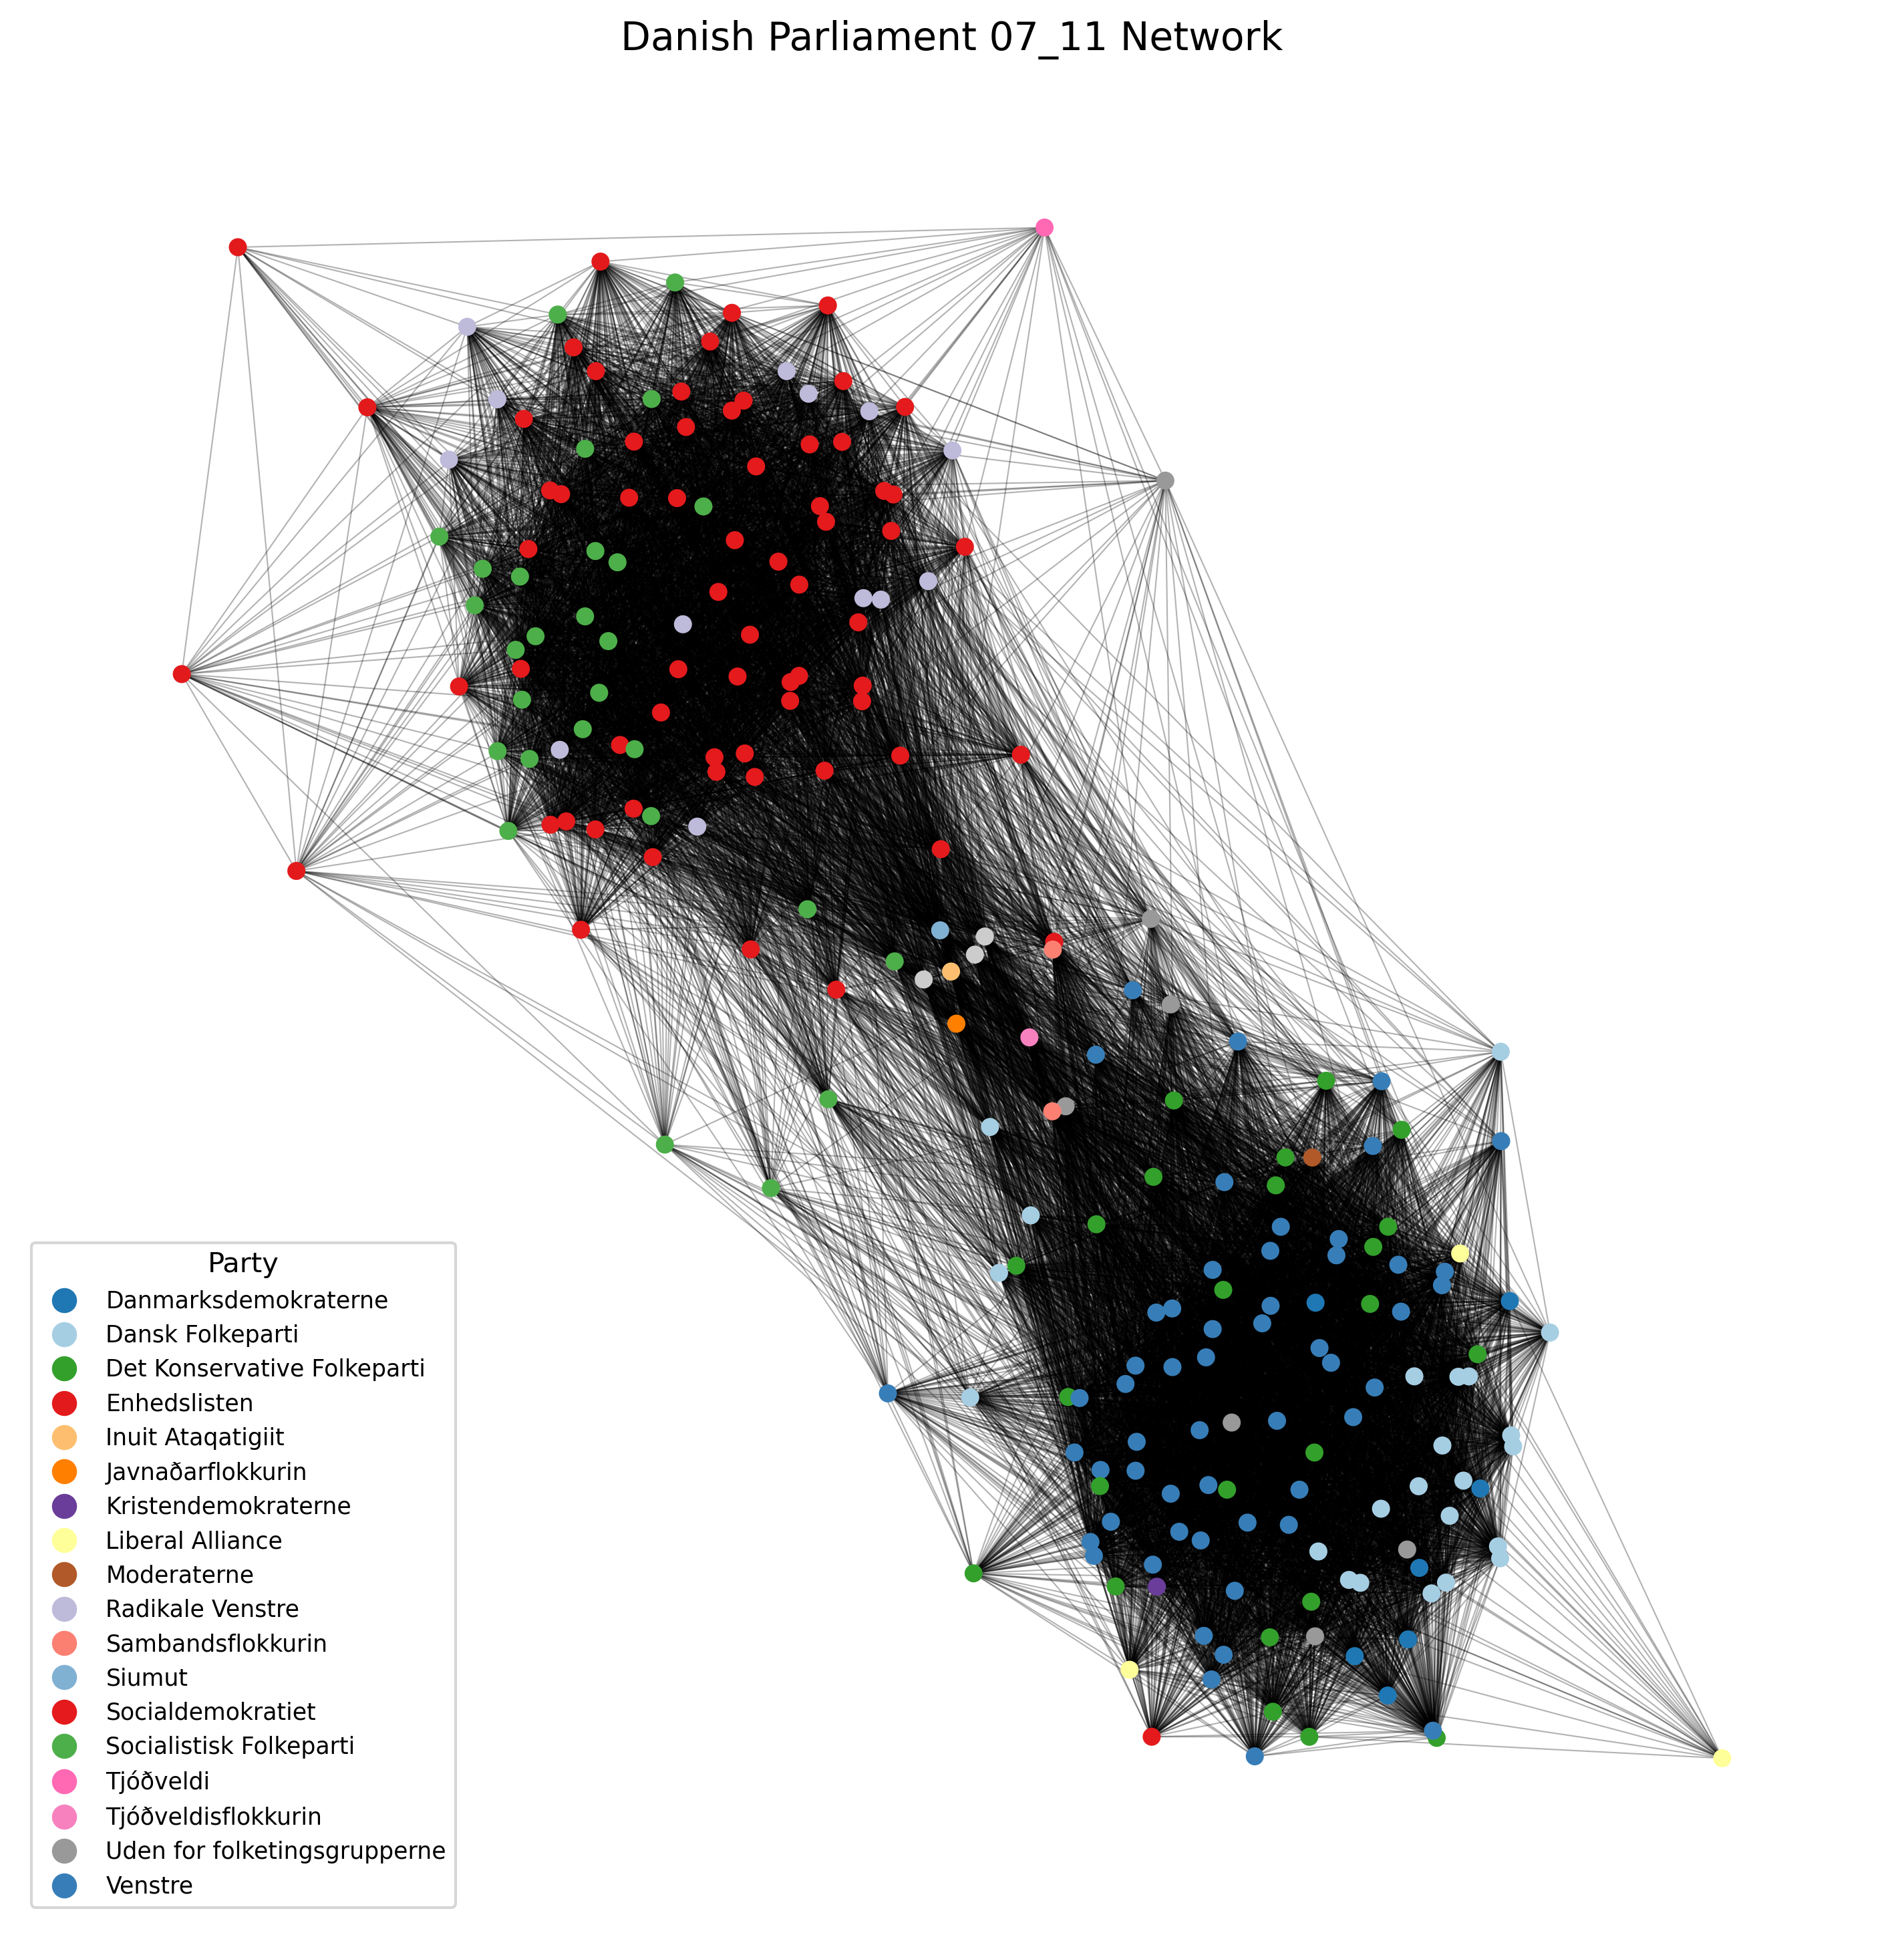 Danish Parliament 07_11 Network
Party
Danmarksdemokraterne
Dansk Folkeparti
Det Konservative Folkeparti
Enhedslisten
Inuit Ataqatigiit
Javnaðarflokkurin
Kristendemokraterne
Liberal Alliance
Moderaterne
Radikale Venstre
Sambandsflokkurin
Siumut
Socialdemokratiet
Socialistisk Folkeparti
Tjóðveldi
Tjóðveldisflokkurin
Uden for folketingsgrupperne
Venstre